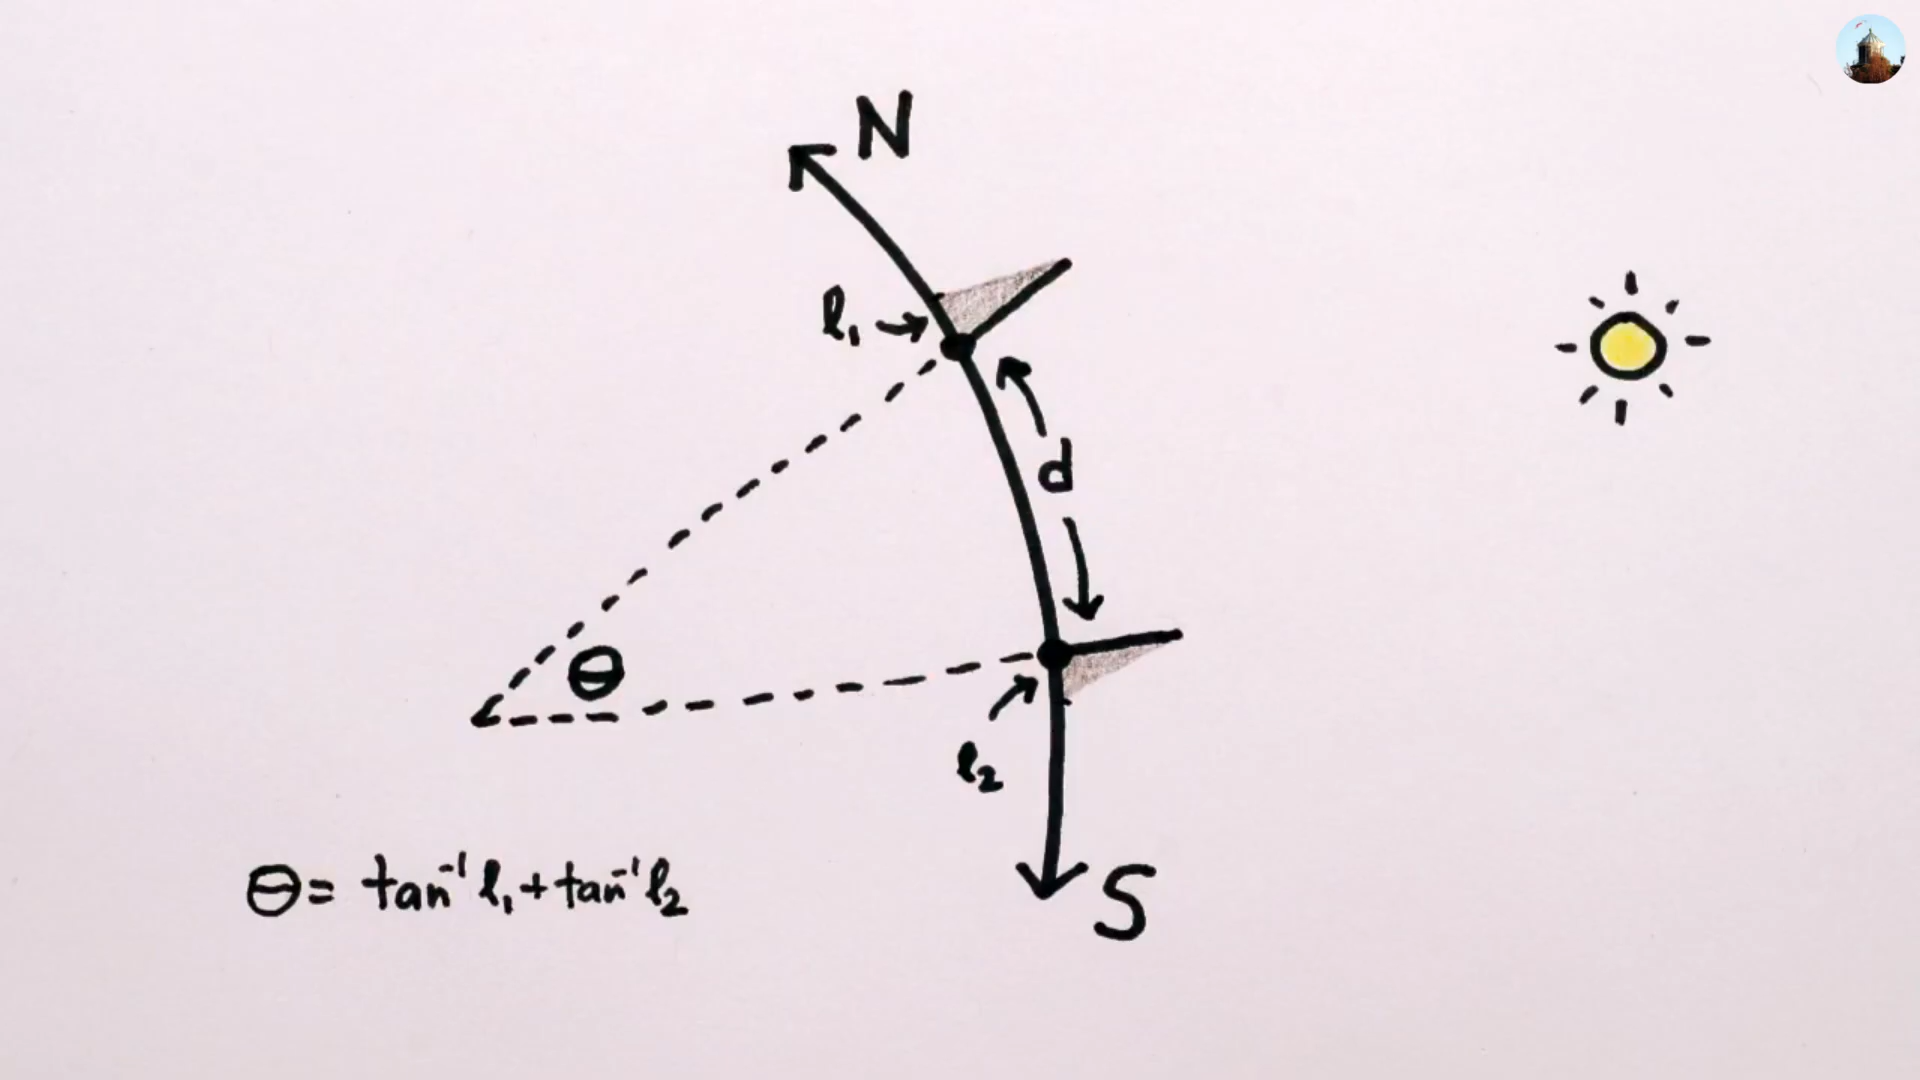 N
l₁
d
θ
l₂
θ = tan⁻¹ l₁ + tan⁻¹ l₂
S